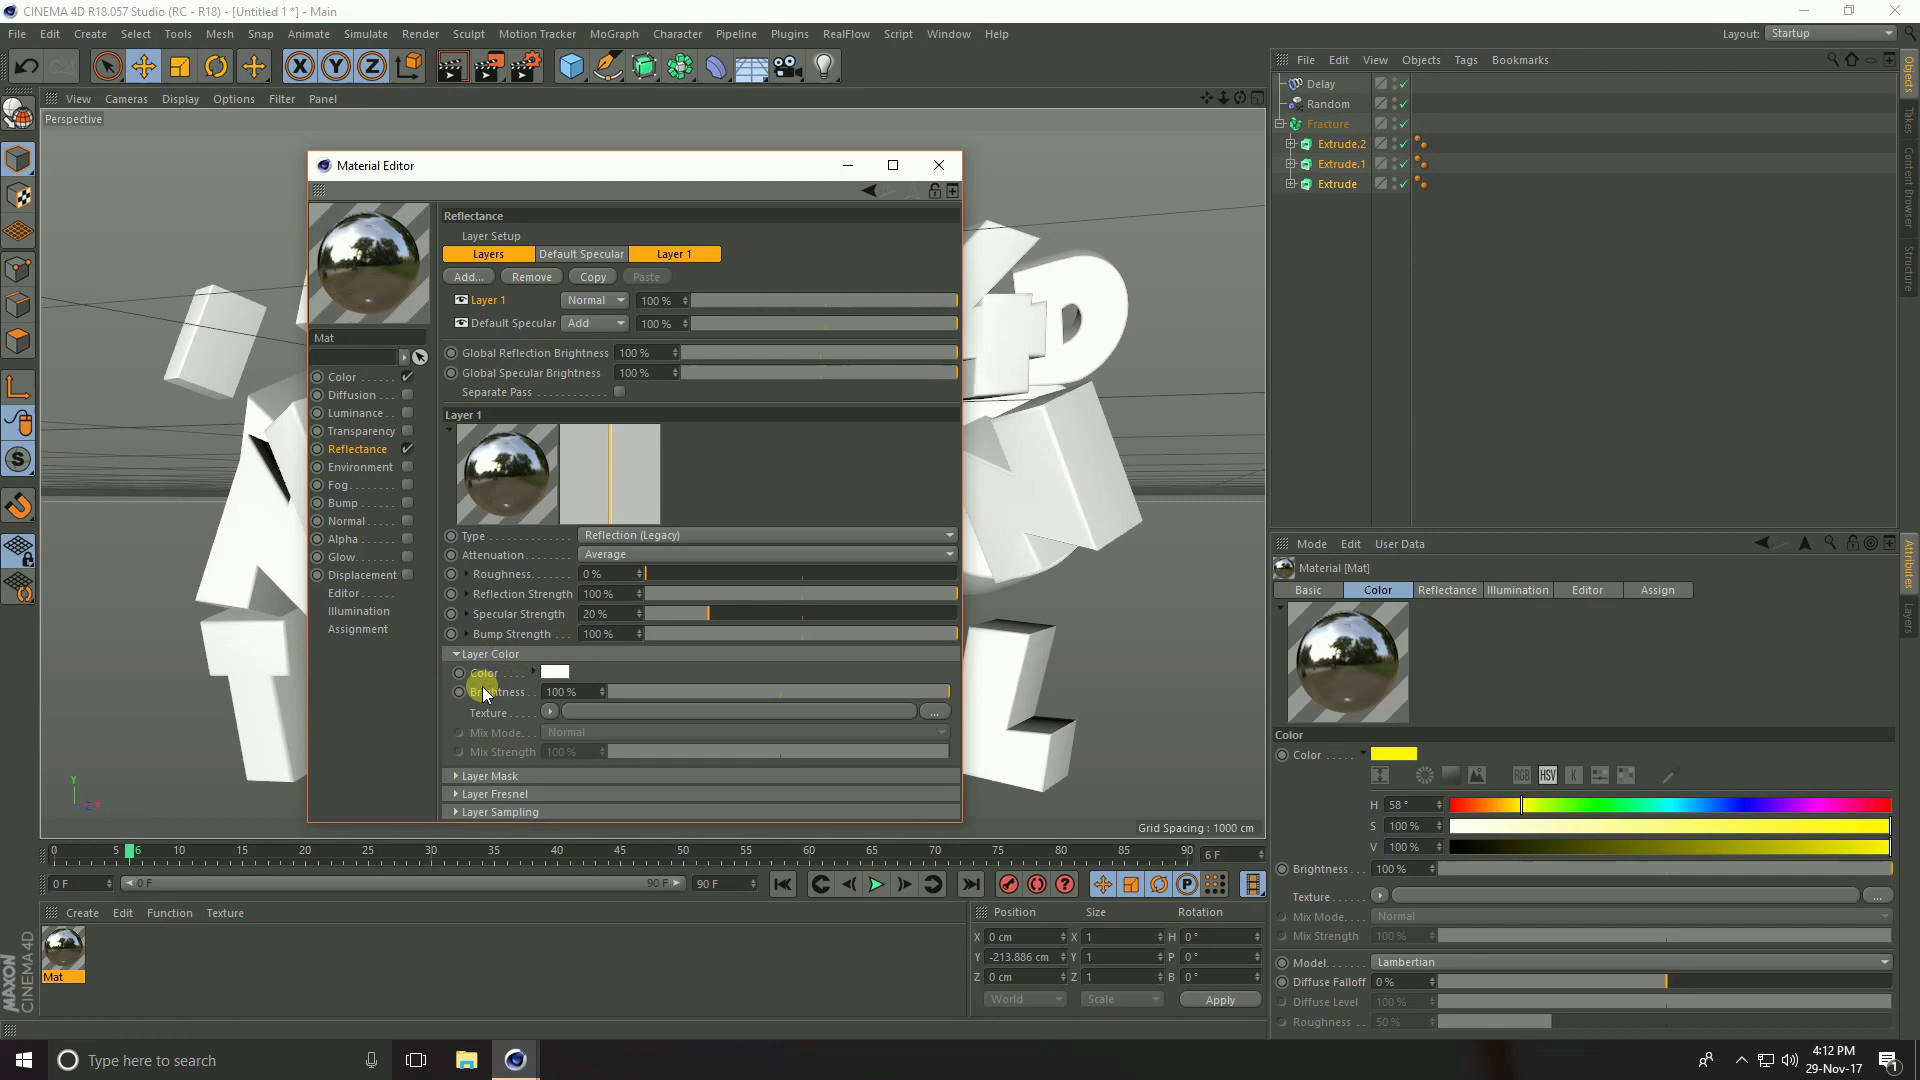 CINEMA 4D R18.057 Studio (RC - R18) - [Untitled 1 *] - Main
File Edit Create Select Tools Mesh Snap Animate Simulate Render Sculpt Motion Tracker MoGraph Character Pipeline Plugins RealFlow Script Window Help
Layout: Startup
View Cameras Display Options Filter Panel
Perspective
File Edit View Objects Tags Bookmarks
Delay
Random
Fracture
Extrude.2
Extrude.1
Extrude
Objects
Takes
Content Browser
Structure
Material Editor
Mat
Color
Diffusion
Luminance
Transparency
Reflectance
Environment
Fog
Bump
Normal
Alpha
Glow
Displacement
Editor
Illumination
Assignment
Reflectance
Layer Setup
Layers Default Specular Layer 1
Add... Remove Copy Paste
Layer 1 Normal 100 %
Default Specular Add 100 %
Global Reflection Brightness 100 %
Global Specular Brightness 100 %
Separate Pass
Layer 1
Type Reflection (Legacy)
Attenuation Average
Roughness 0 %
Reflection Strength 100 %
Specular Strength 20 %
Bump Strength 100 %
Layer Color
Color
Brightness 100 %
Texture ...
Mix Mode Normal
Mix Strength 100 %
Layer Mask
Layer Fresnel
Layer Sampling
Grid Spacing : 1000 cm
Y
Mode Edit User Data
Material [Mat]
Basic Color Reflectance Illumination Editor Assign
Color
Color
RGB HSV K
H 58 °
S 100 %
V 100 %
Brightness 100 %
Texture ...
Mix Mode Normal
Mix Strength 100 %
Model Lambertian
Diffuse Falloff 0 %
Diffuse Level 100 %
Roughness 50 %
Attributes
Layers
0 5 6 10 15 20 25 30 35 40 45 50 55 60 65 70 75 80 85 90 6 F
0 F 0 F 90 F 90 F
Create Edit Function Texture
Mat
Position Size Rotation
X 0 cm X 1 H 0 °
Y -213.886 cm Y 1 P 0 °
Z 0 cm Z 1 B 0 °
World Scale Apply
MAXON
CINEMA 4D
Type here to search
4:12 PM
29-Nov-17
1